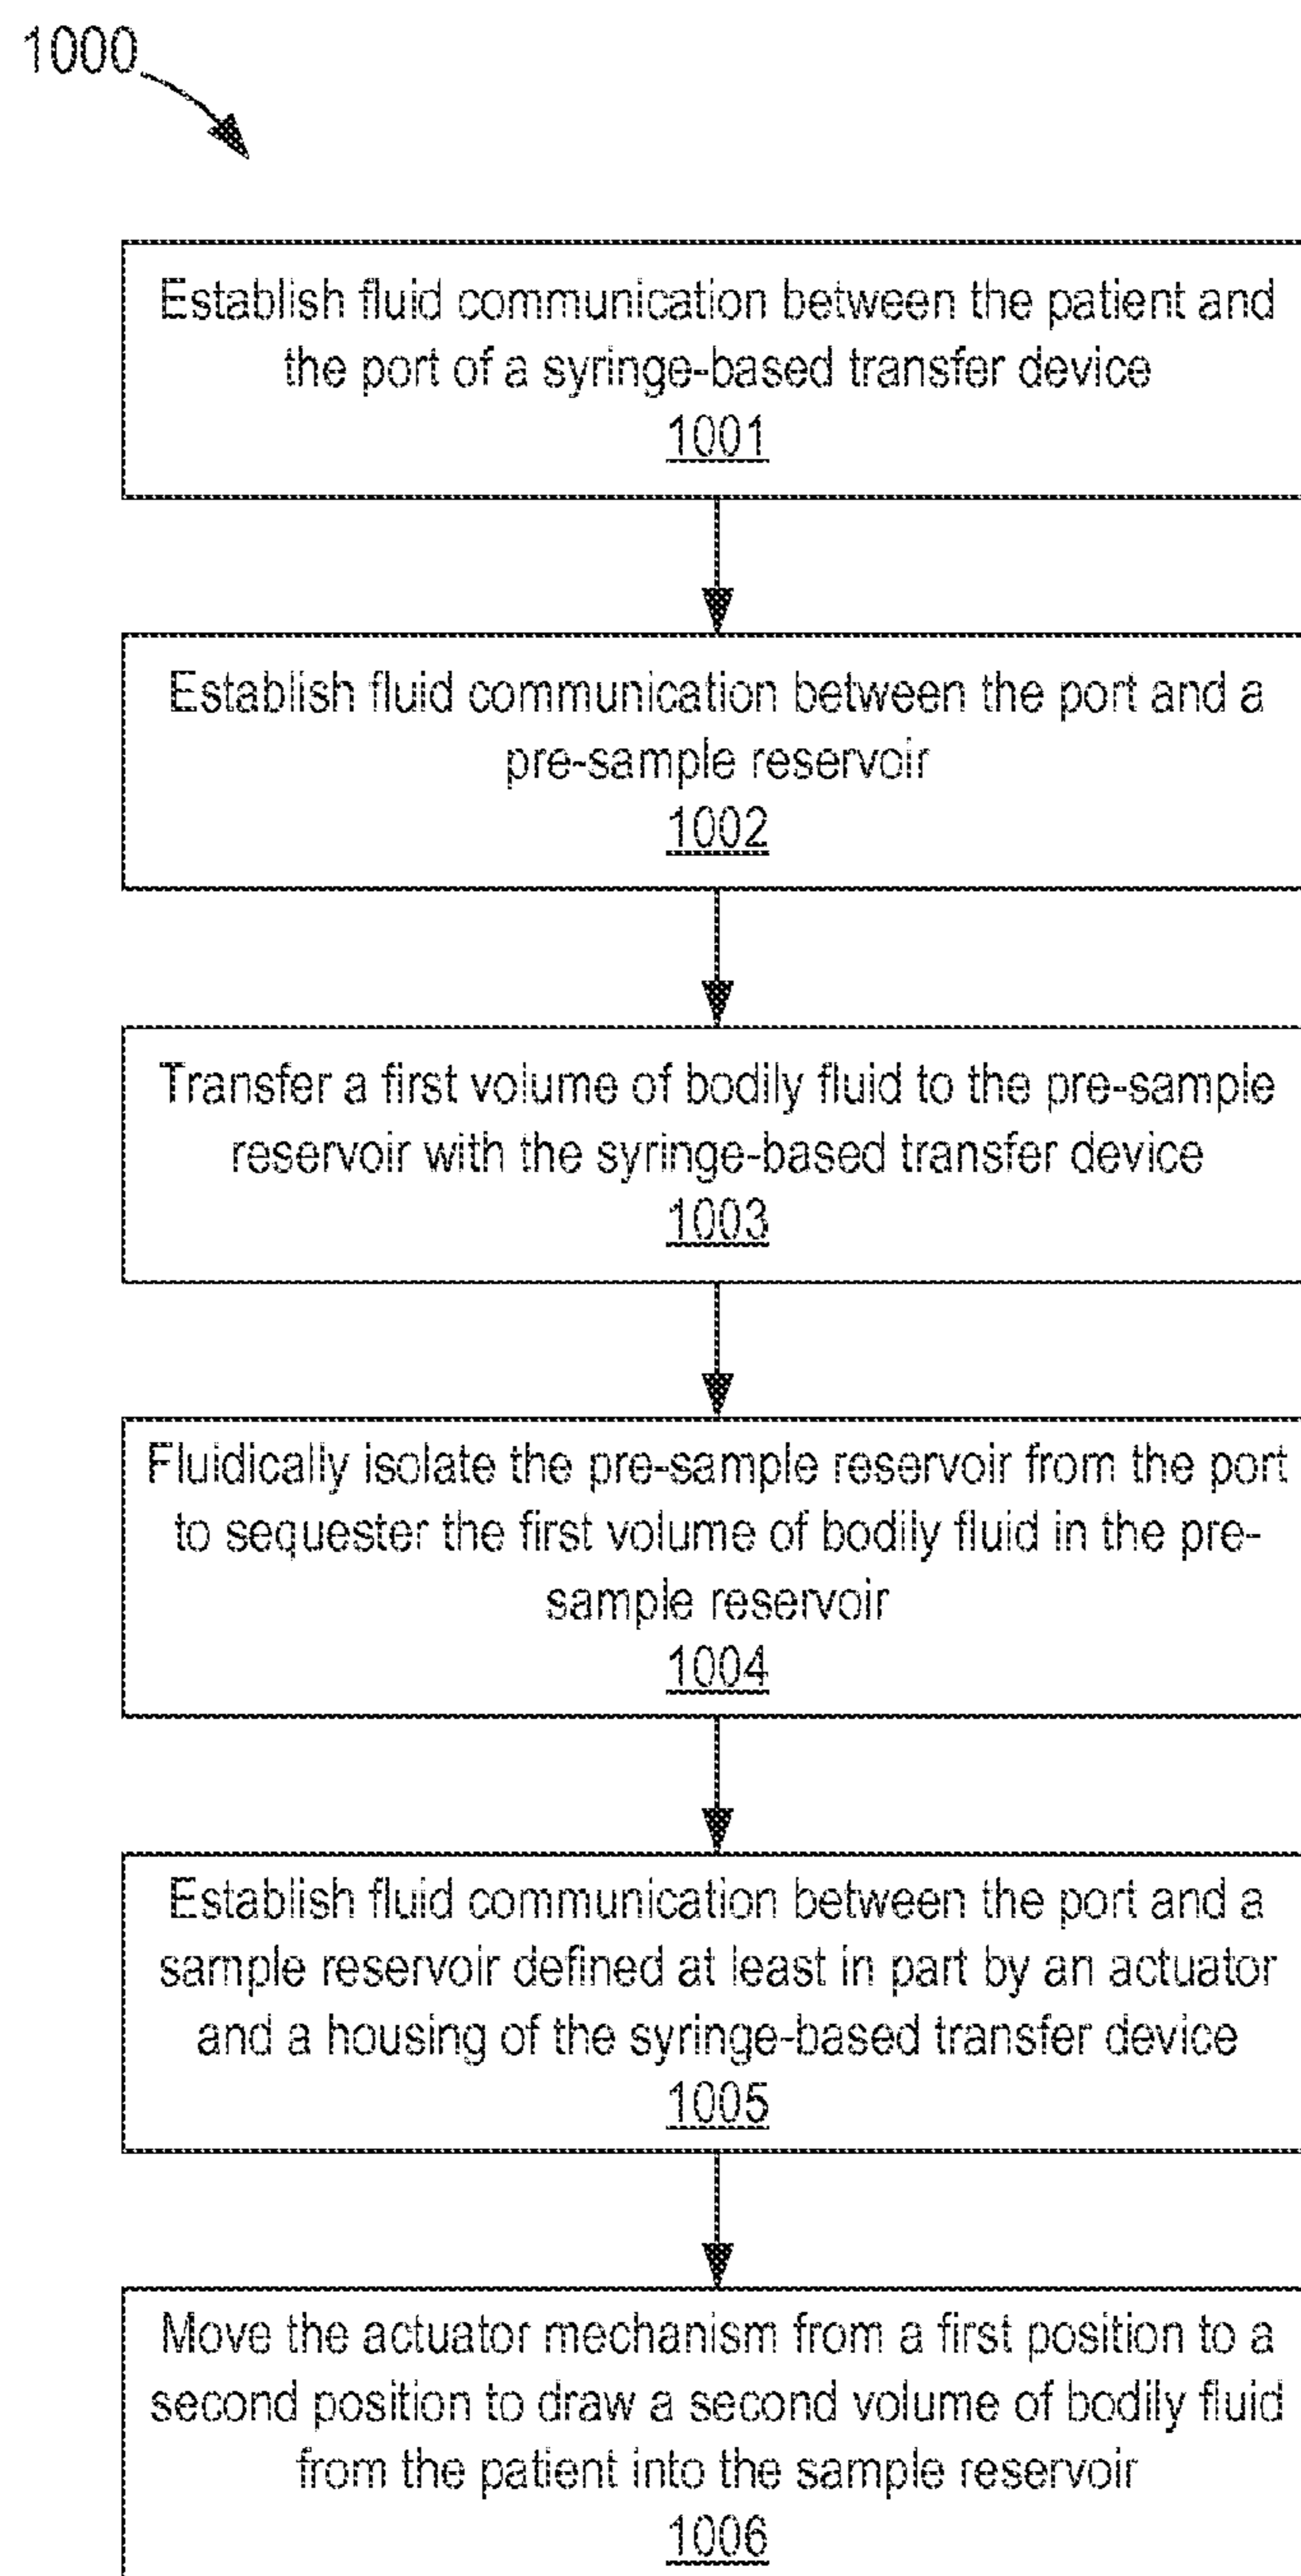 1000
Establish fluid communication between the patient and
the port of a syringe-based transfer device
1001
Establish fluid communication between the port and a
pre-sample reservoir
1002
Transfer a first volume of bodily fluid to the pre-sample
reservoir with the syringe-based transfer device
1003
Fluidically isolate the pre-sample reservoir from the port
to sequester the first volume of bodily fluid in the pre-
sample reservoir
1004
Establish fluid communication between the port and a
sample reservoir defined at least in part by an actuator
and a housing of the syringe-based transfer device
1005
Move the actuator mechanism from a first position to a
second position to draw a second volume of bodily fluid
from the patient into the sample reservoir
1006